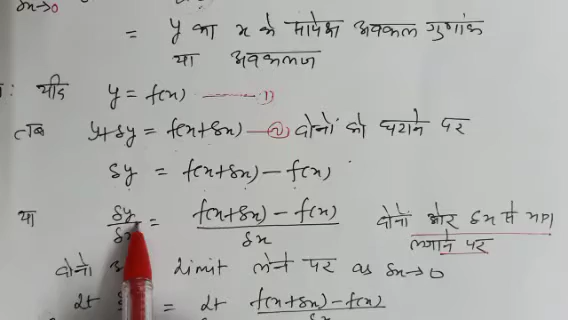 δx→0
= y का x के सापेक्ष अवकल गुणांक
या अवकलज
: यदि y = f(x) —— ①
तब y+δy = f(x+δx) —② दोनों को घटाने पर
δy = f(x+δx) - f(x)
या δy/δx = f(x+δx) - f(x)/δx दोनों ओर δx से भाग
लगाने पर
दोनों limit लेने पर as δx→0
lt = lt f(x+δx)-f(x)/δx